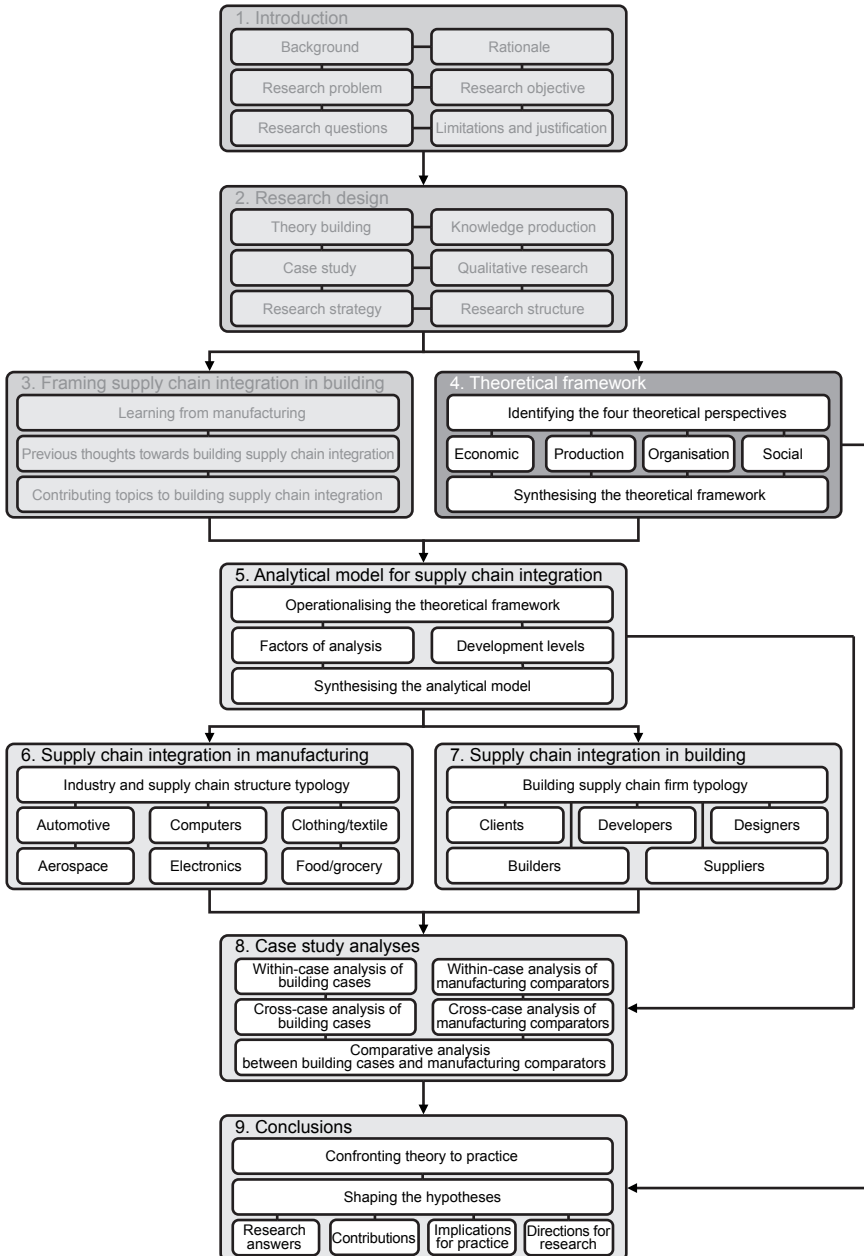 1. Introduction
Background
Rationale
Research problem
Research objective
Research questions
Limitations and justification
2. Research design
Theory building
Knowledge production
Case study
Qualitative research
Research strategy
Research structure
3. Framing supply chain integration in building
Learning from manufacturing
Previous thoughts towards building supply chain integration
Contributing topics to building supply chain integration
4. Theoretical framework
Identifying the four theoretical perspectives
Economic
Production
Organisation
Social
Synthesising the theoretical framework
5. Analytical model for supply chain integration
Operationalising the theoretical framework
Factors of analysis
Development levels
Synthesising the analytical model
6. Supply chain integration in manufacturing
Industry and supply chain structure typology
Automotive
Computers
Clothing/textile
Aerospace
Electronics
Food/grocery
7. Supply chain integration in building
Building supply chain firm typology
Clients
Developers
Designers
Builders
Suppliers
8. Case study analyses
Within-case analysis of
building cases
Within-case analysis of
manufacturing comparators
Cross-case analysis of
building cases
Cross-case analysis of
manufacturing comparators
Comparative analysis
between building cases and manufacturing comparators
9. Conclusions
Confronting theory to practice
Shaping the hypotheses
Research
answers
Contributions
Implications
for practice
Directions for
research